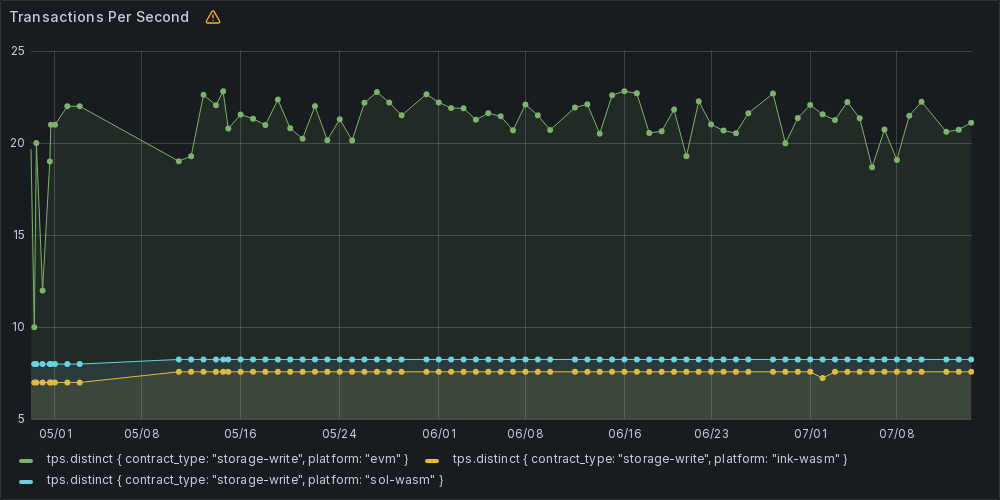 Transactions Per Second
25
20
15
10
5
05/01 05/08 05/16 05/24 06/01 06/08 06/16 06/23 07/01 07/08
tps.distinct { contract_type: "storage-write", platform: "evm" } tps.distinct { contract_type: "storage-write", platform: "ink-wasm" }
tps.distinct { contract_type: "storage-write", platform: "sol-wasm" }